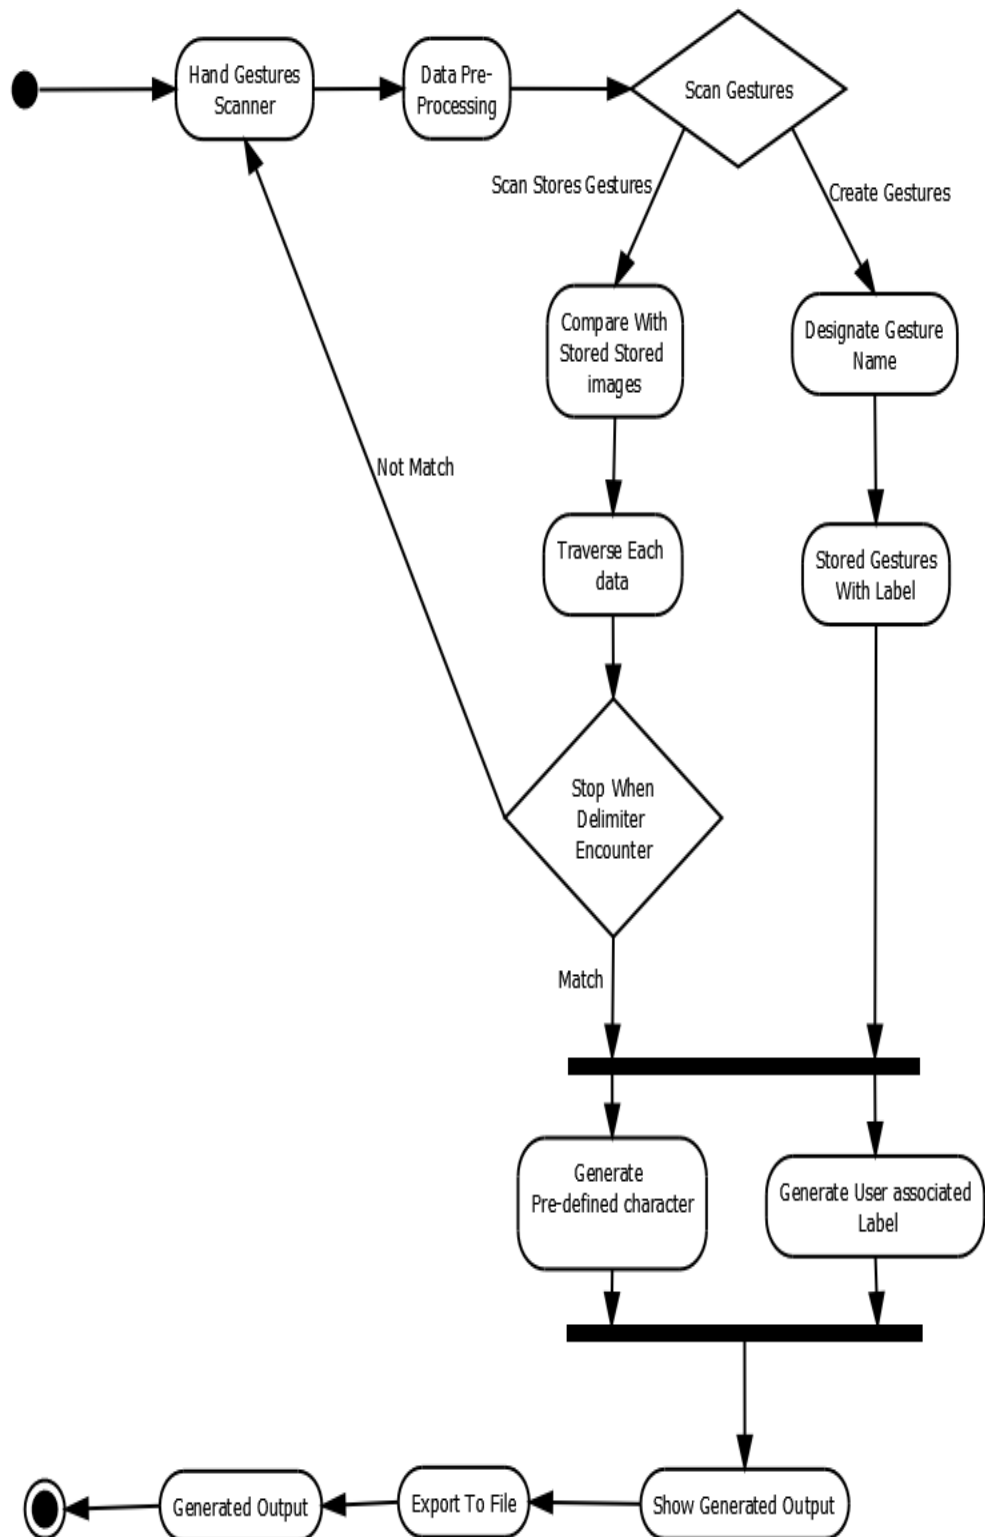 Hand Gestures
Scanner
Data Pre-
Processing
Scan Gestures
Scan Stores Gestures
Create Gestures
Compare With
Stored Stored
images
Designate Gesture
Name
Not Match
Traverse Each
data
Stored Gestures
With Label
Stop When
Delimiter
Encounter
Match
Generate
Pre-defined character
Generate User associated
Label
Generated Output
Export To File
Show Generated Output